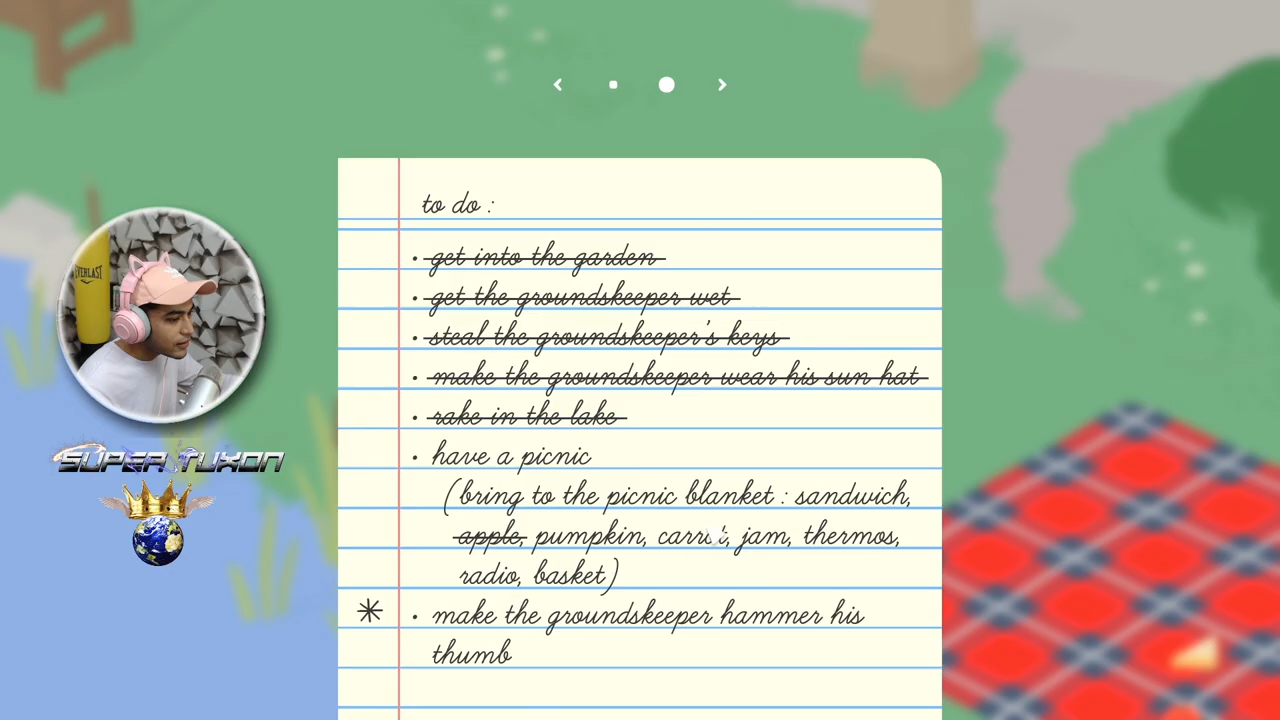 to do :
• get into the garden
• get the groundskeeper wet
• steal the groundskeeper's keys
• make the groundskeeper wear his sun hat
• rake in the lake
• have a picnic
(bring to the picnic blanket : sandwich,
apple, pumpkin, carrot, jam, thermos,
radio, basket)
• make the groundskeeper hammer his
thumb
EVERLAST
SUPER TUXON